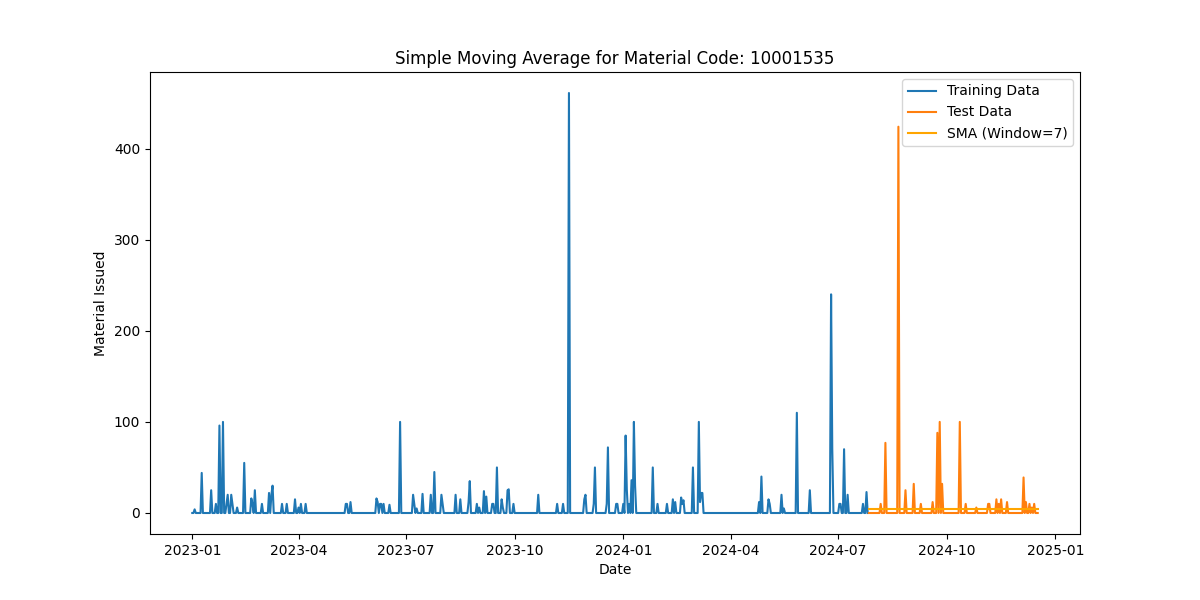 Simple Moving Average for Material Code: 10001535
Training Data
Test Data
SMA (Window=7)
Material Issued
400
300
200
100
0
2023-01 2023-04 2023-07 2023-10 2024-01 2024-04 2024-07 2024-10 2025-01
Date